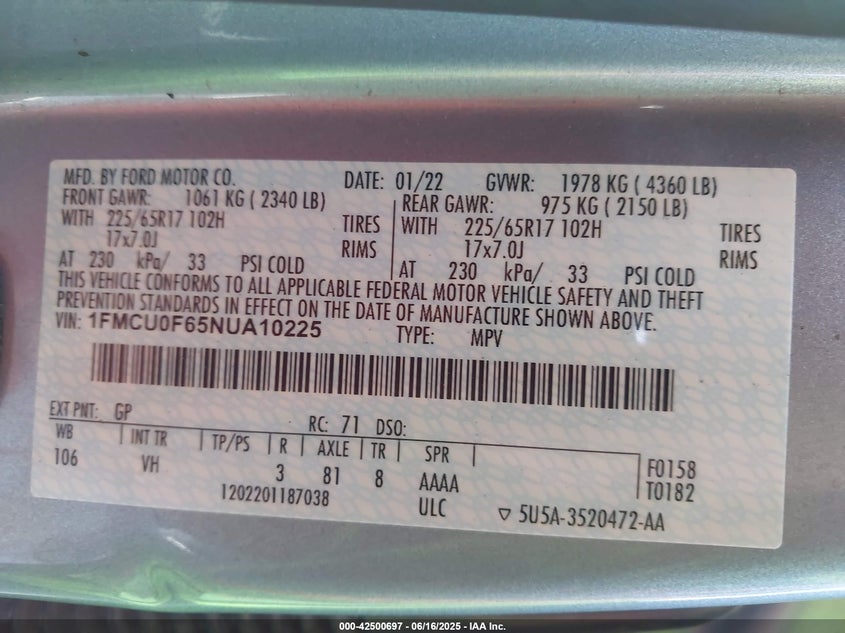 MFD. BY FORD MOTOR CO. DATE: 01/22 GVWR: 1978 KG ( 4360 LB)
FRONT GAWR: 1061 KG ( 2340 LB) REAR GAWR: 975 KG ( 2150 LB)
WITH 225/65R17 102H TIRES WITH 225/65R17 102H TIRES
17x7.0J RIMS 17x7.0J RIMS
AT 230 kPa/ 33 PSI COLD AT 230 kPa/ 33 PSI COLD
THIS VEHICLE CONFORMS TO ALL APPLICABLE FEDERAL MOTOR VEHICLE SAFETY AND THEFT
PREVENTION STANDARDS IN EFFECT ON THE DATE OF MANUFACTURE SHOWN ABOVE.
VIN: 1FMCU0F65NUA10225 TYPE: MPV
EXT PNT: GP RC: 71 DSO:
WB INT TR TP/PS R AXLE TR SPR
106 VH 3 81 8 AAAA F0158
1202201187038 ULC T0182
5U5A-3520472-AA
000-42500697 - 06/16/2025 - IAA Inc.